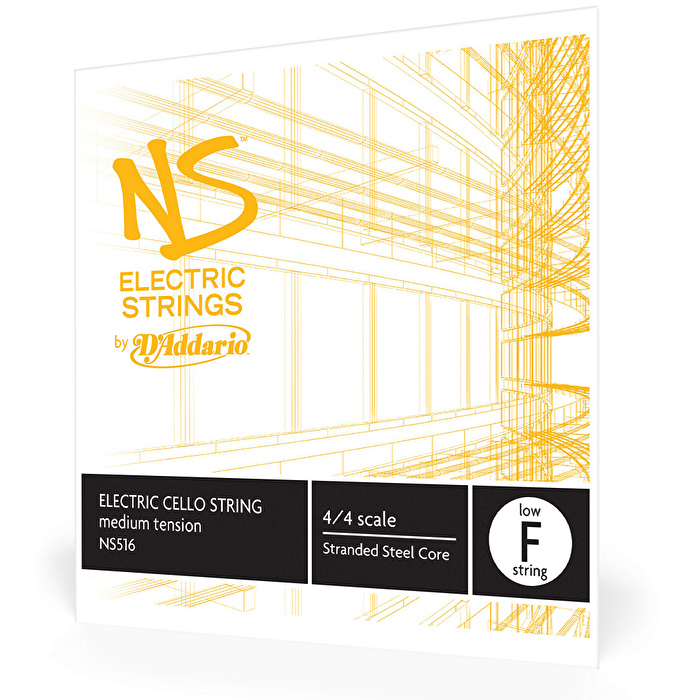 NS™
ELECTRIC
STRINGS
by D'Addario
ELECTRIC CELLO STRING
medium tension
NS516
4/4 scale
Stranded Steel Core
low
F
string